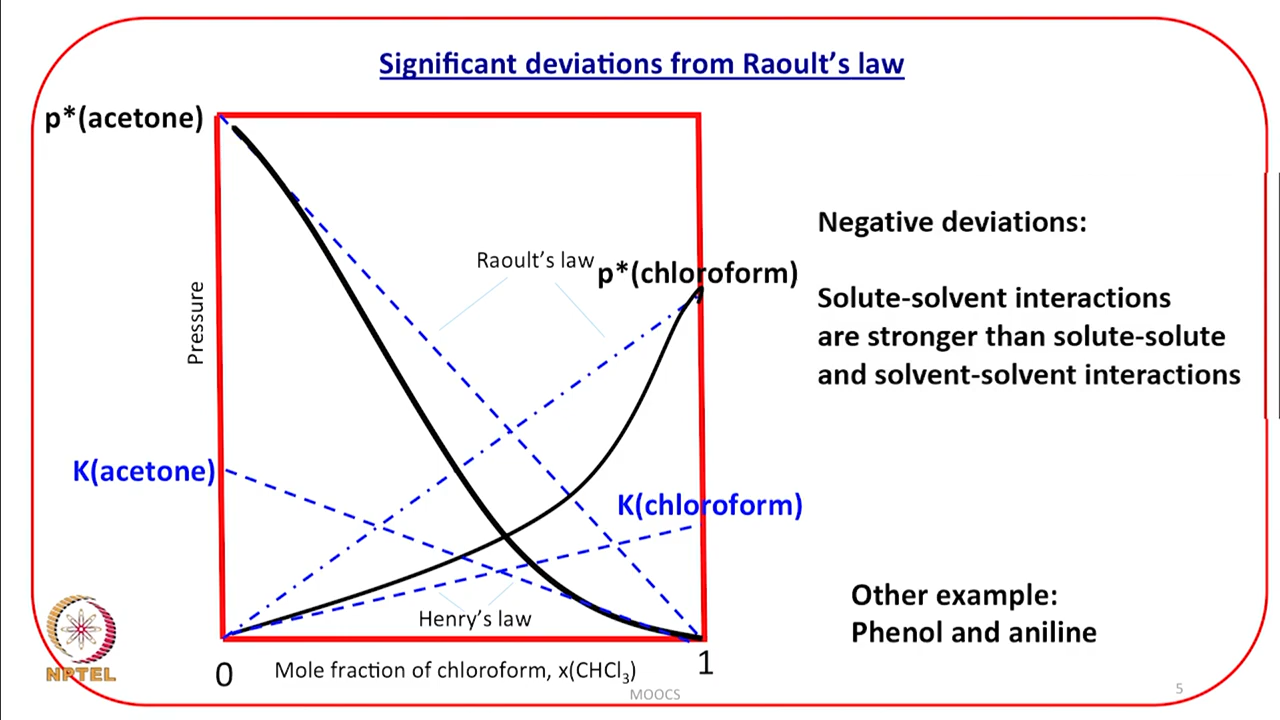 Significant deviations from Raoult's law
p*(acetone)
Raoult's law
p*(chloroform)
Pressure
K(acetone)
K(chloroform)
Henry's law
0
Mole fraction of chloroform, x(CHCl₃)
1
Negative deviations:
Solute-solvent interactions
are stronger than solute-solute
and solvent-solvent interactions
Other example:
Phenol and aniline
NPTEL
MOOCS
5